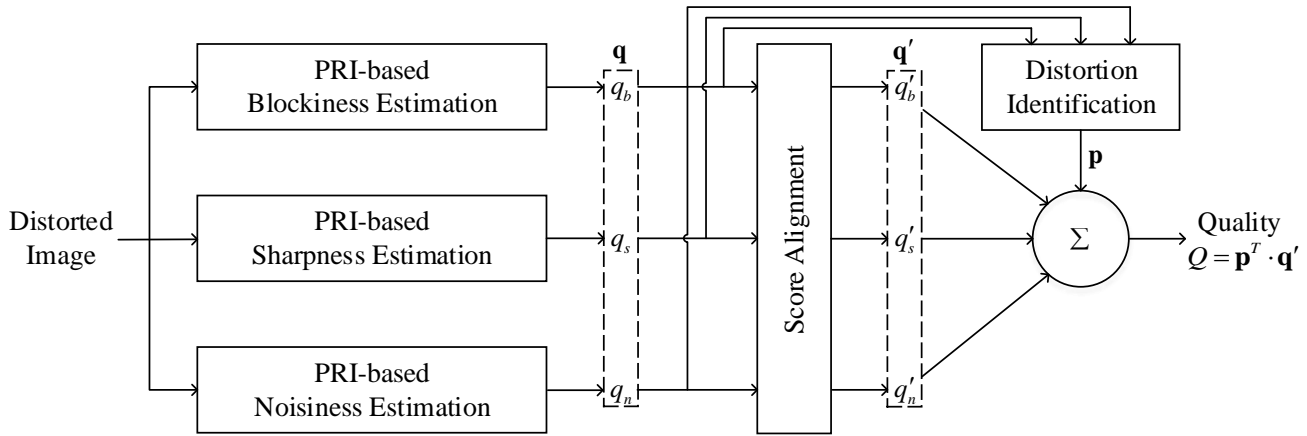 Distorted
Image
PRI-based
Blockiness Estimation
PRI-based
Sharpness Estimation
PRI-based
Noisiness Estimation
q
q_b
q_s
q_n
Score Alignment
q′
q′_b
q′_s
q′_n
Distortion
Identification
p
Σ
Quality
Q = p^T · q′